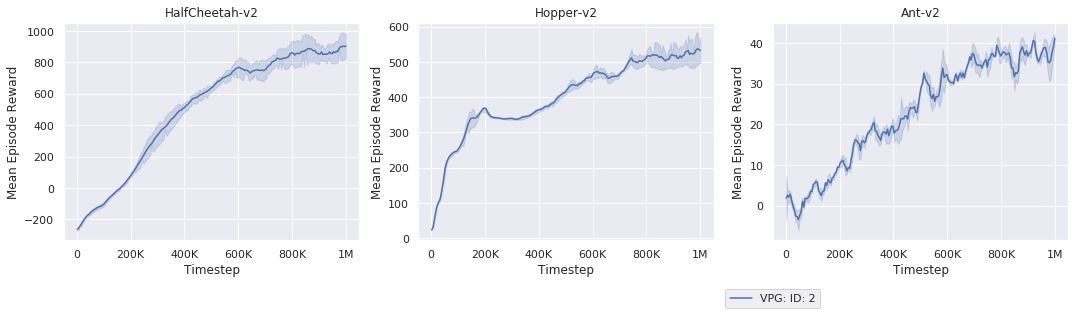 HalfCheetah-v2
Mean Episode Reward
1000
800
600
400
200
0
−200
0 200K 400K 600K 800K 1M
Timestep
Hopper-v2
Mean Episode Reward
600
500
400
300
200
100
0
0 200K 400K 600K 800K 1M
Timestep
Ant-v2
Mean Episode Reward
40
30
20
10
0
0 200K 400K 600K 800K 1M
Timestep
VPG: ID: 2